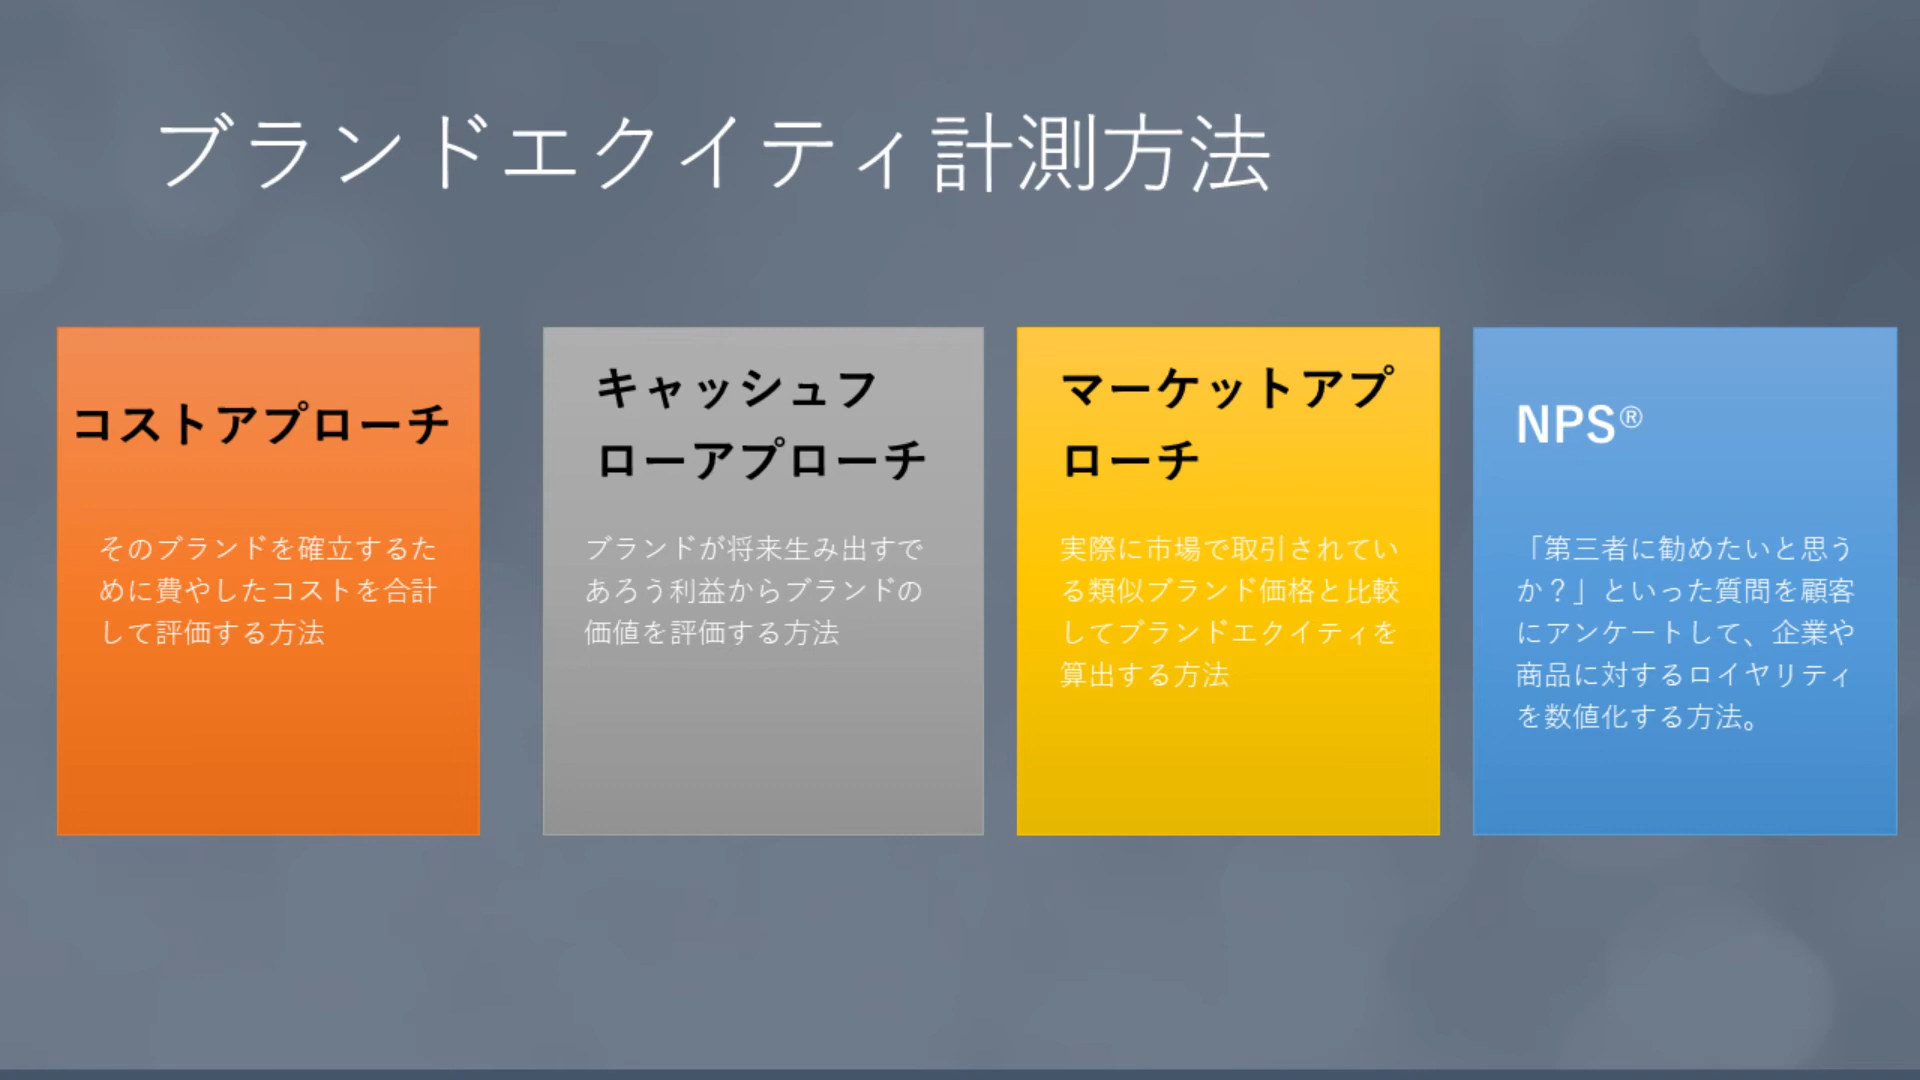 ブランドエクイティ計測方法
コストアプローチ
そのブランドを確立するた
めに費やしたコストを合計
して評価する方法
キャッシュフ
ローアプローチ
ブランドが将来生み出すで
あろう利益からブランドの
価値を評価する方法
マーケットアプ
ローチ
実際に市場で取引されてい
る類似ブランド価格と比較
してブランドエクイティを
算出する方法
NPS®
「第三者に勧めたいと思う
か？」といった質問を顧客
にアンケートして、企業や
商品に対するロイヤリティ
を数値化する方法。